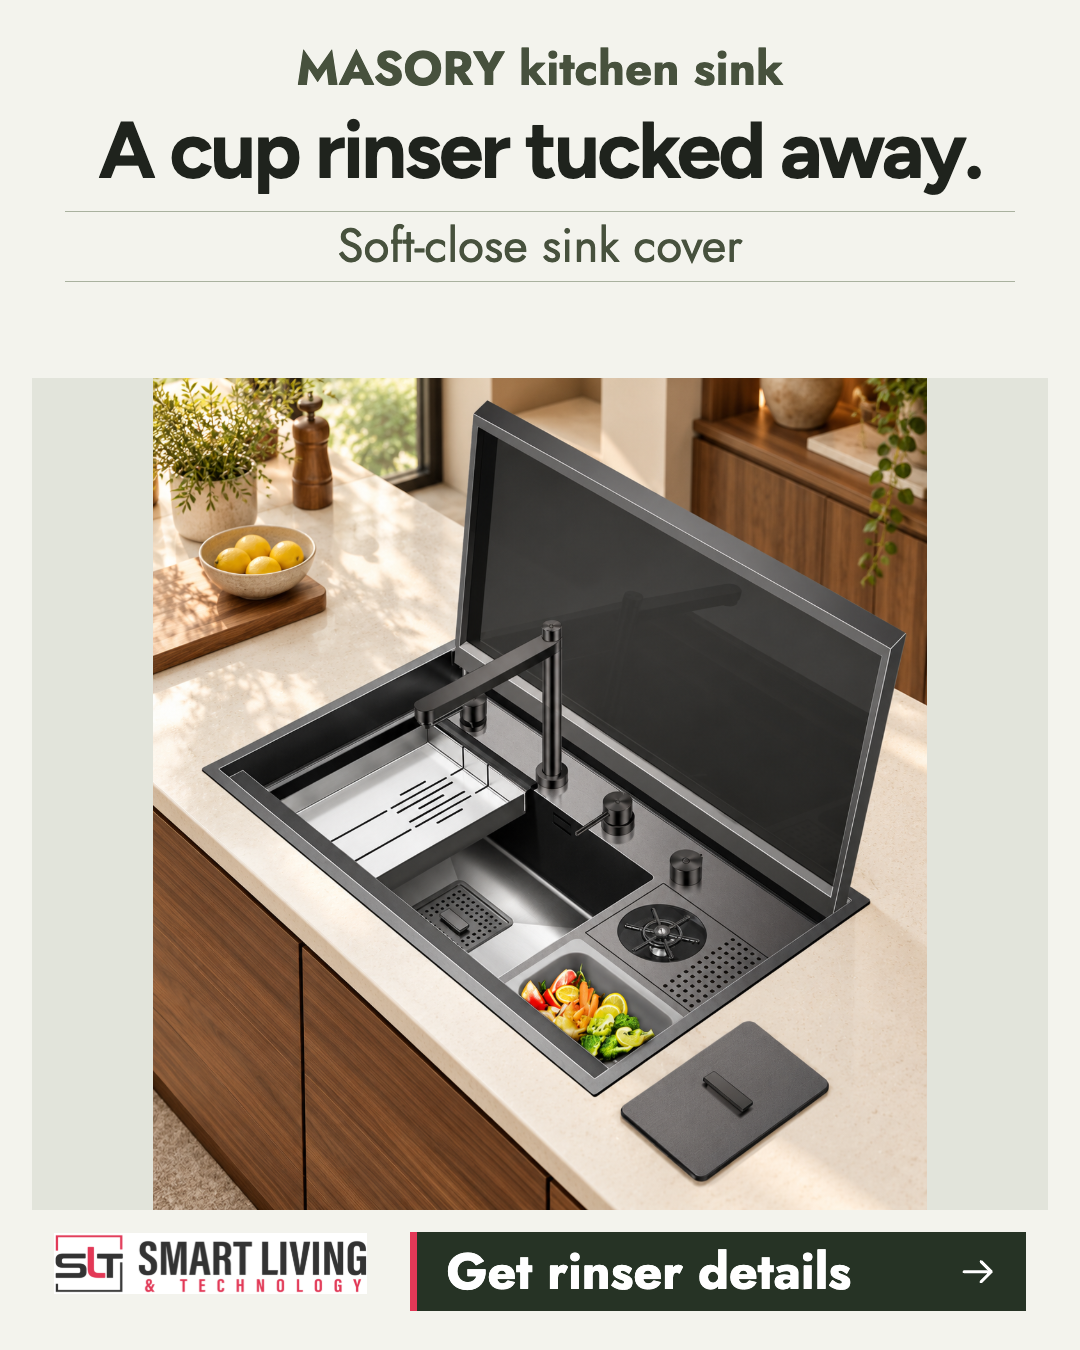 MASORY kitchen sink
A cup rinser tucked away.
Soft-close sink cover
SLT SMART LIVING
& TECHNOLOGY
Get rinser details →